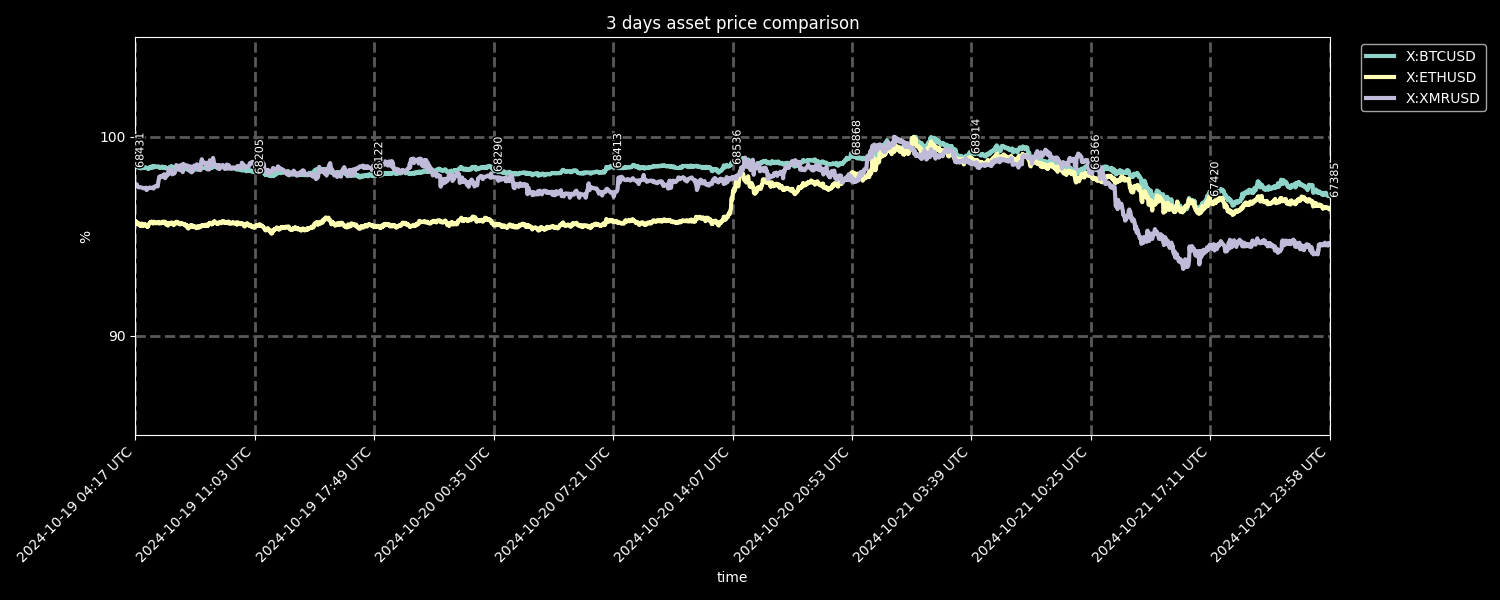 3 days asset price comparison
X:BTCUSD
X:ETHUSD
X:XMRUSD
100
90
%
68431
68205
68122
68290
68413
68536
68868
68914
68366
67420
67385
2024-10-19 04:17 UTC
2024-10-19 11:03 UTC
2024-10-19 17:49 UTC
2024-10-20 00:35 UTC
2024-10-20 07:21 UTC
2024-10-20 14:07 UTC
2024-10-20 20:53 UTC
2024-10-21 03:39 UTC
2024-10-21 10:25 UTC
2024-10-21 17:11 UTC
2024-10-21 23:58 UTC
time